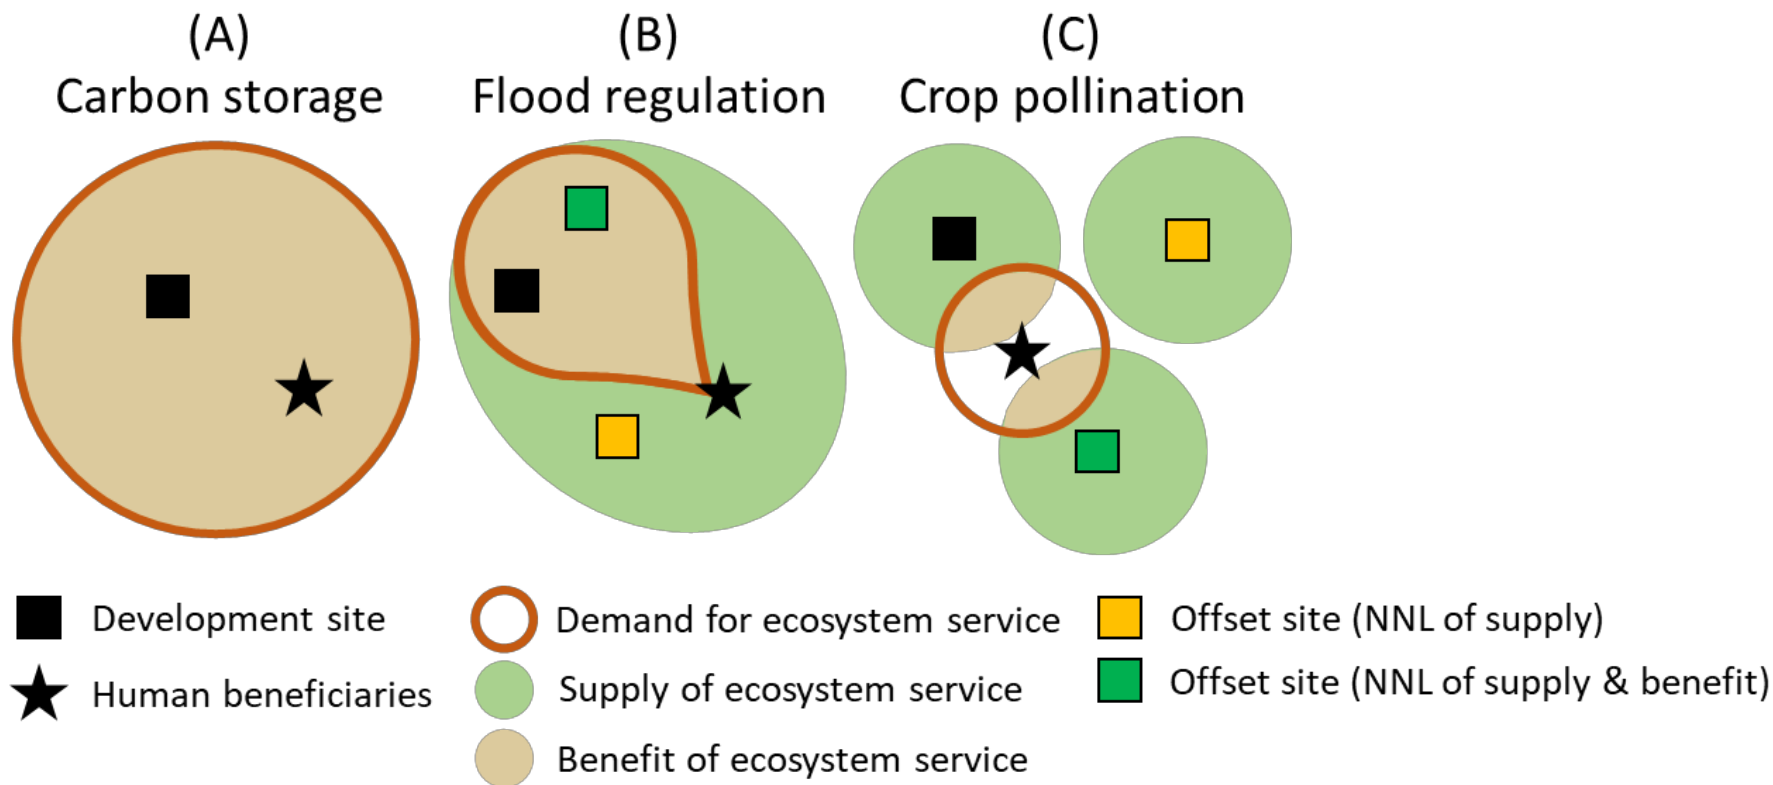 (A)
Carbon storage
(B)
Flood regulation
(C)
Crop pollination
Development site
Human beneficiaries
Demand for ecosystem service
Supply of ecosystem service
Benefit of ecosystem service
Offset site (NNL of supply)
Offset site (NNL of supply & benefit)